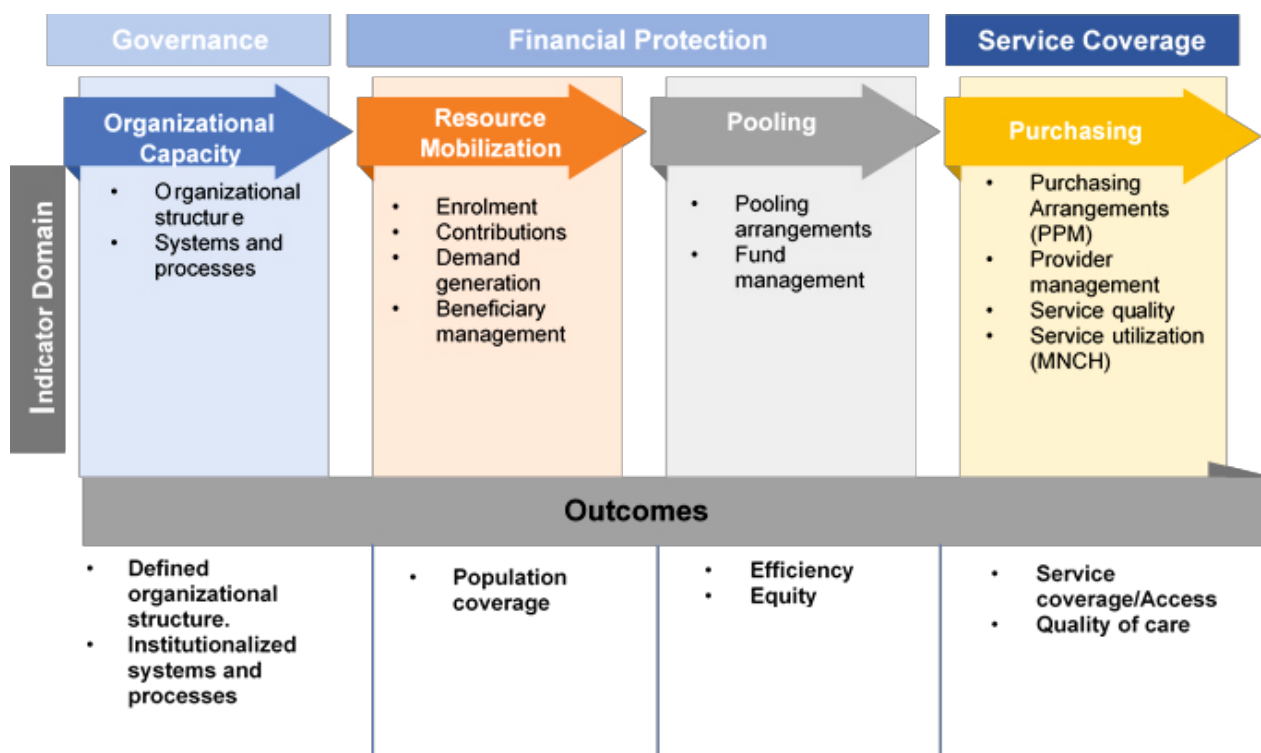 Governance
Financial Protection
Service Coverage
Indicator Domain
Organizational
Capacity
• Organizational
structure
• Systems and
processes
Resource
Mobilization
• Enrolment
• Contributions
• Demand
generation
• Beneficiary
management
Pooling
• Pooling
arrangements
• Fund
management
Purchasing
• Purchasing
Arrangements
(PPM)
• Provider
management
• Service quality
• Service utilization
(MNCH)
Outcomes
• Defined
organizational
structure.
• Institutionalized
systems and
processes
• Population
coverage
• Efficiency
• Equity
• Service
coverage/Access
• Quality of care